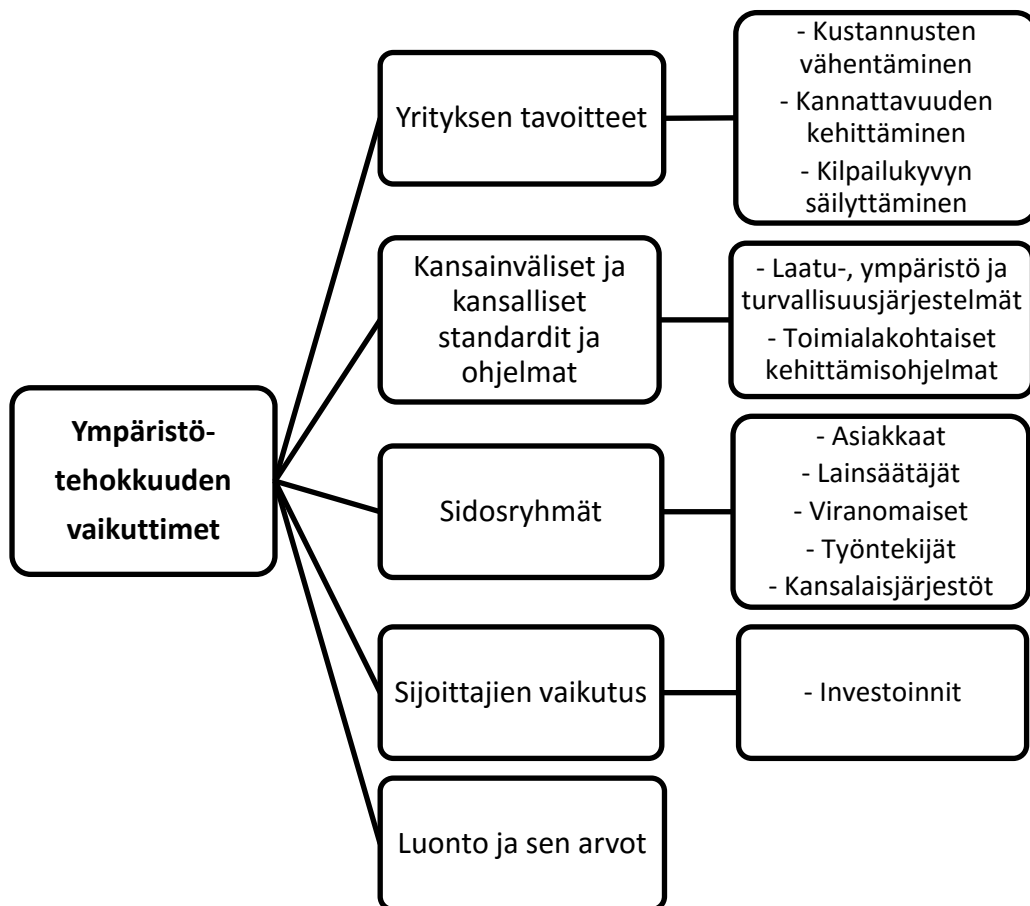 Ympäristö-
tehokkuuden
vaikuttimet
Yrityksen tavoitteet
- Kustannusten
vähentäminen
- Kannattavuuden
kehittäminen
- Kilpailukyvyn
säilyttäminen
Kansainväliset ja
kansalliset
standardit ja
ohjelmat
- Laatu-, ympäristö ja
turvallisuusjärjestelmät
- Toimialakohtaiset
kehittämisohjelmat
Sidosryhmät
- Asiakkaat
- Lainsäätäjät
- Viranomaiset
- Työntekijät
- Kansalaisjärjestöt
Sijoittajien vaikutus
- Investoinnit
Luonto ja sen arvot